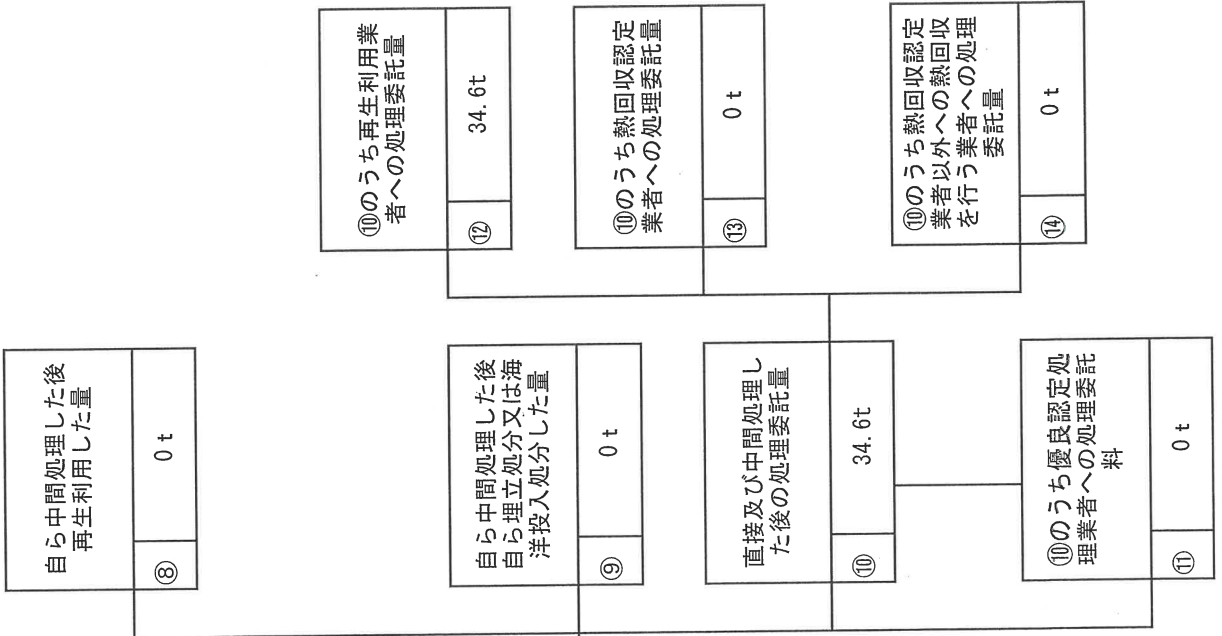 自ら中間処理した後
再生利用した量
⑧
0 t
自ら中間処理した後
自ら埋立処分又は海
洋投入処分した量
⑨
0 t
直接及び中間処理し
た後の処理委託量
⑩
34.6t
⑩のうち優良認定処
理業者への処理委託
料
⑪
0 t
⑩のうち再生利用業
者への処理委託量
⑫
34.6t
⑩のうち熱回収認定
業者への処理委託量
⑬
0 t
⑩のうち熱回収認定
業者以外への熱回収
を行う業者への処理
委託量
⑭
0 t